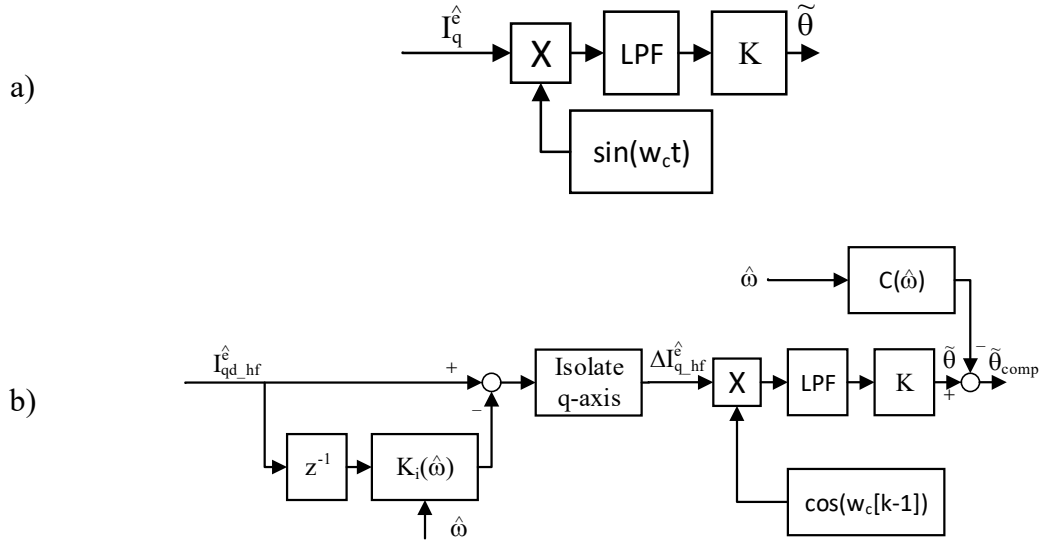 a)
I_q^ê
X
LPF
K
θ̃
sin(w_ct)
b)
ω̂
C(ω̂)
I_qd_hf^ê
+
−
Isolate
q-axis
ΔI_q_hf^ê
X
LPF
K
θ̃
+
−
θ̃_comp
z^-1
K_i(ω̂)
ω̂
cos(w_c[k-1])